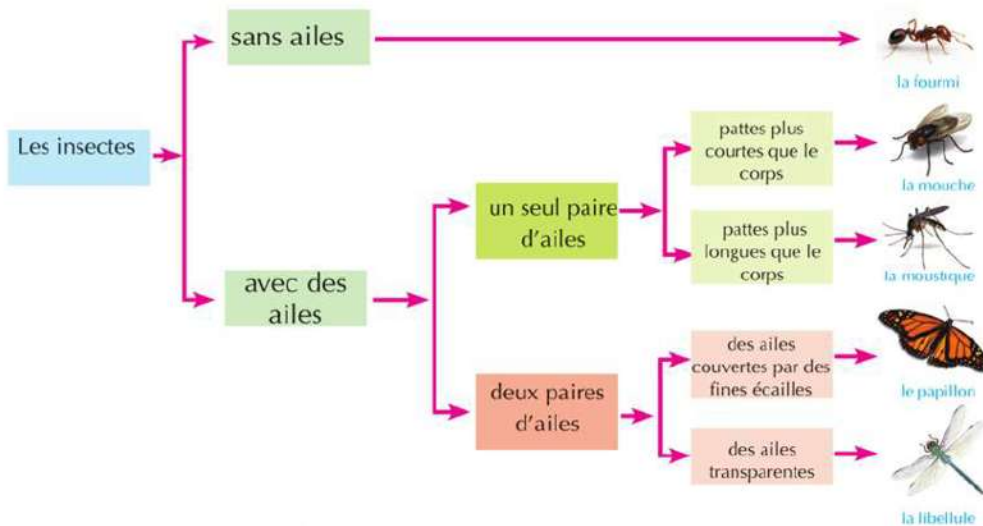 sans ailes
la fourmi
Les insectes
pattes plus
courtes que le
corps
la mouche
un seul paire
d'ailes
pattes plus
longues que le
corps
la moustique
avec des
ailes
des ailes
couvertes par des
fines écailles
le papillon
deux paires
d'ailes
des ailes
transparentes
la libellule